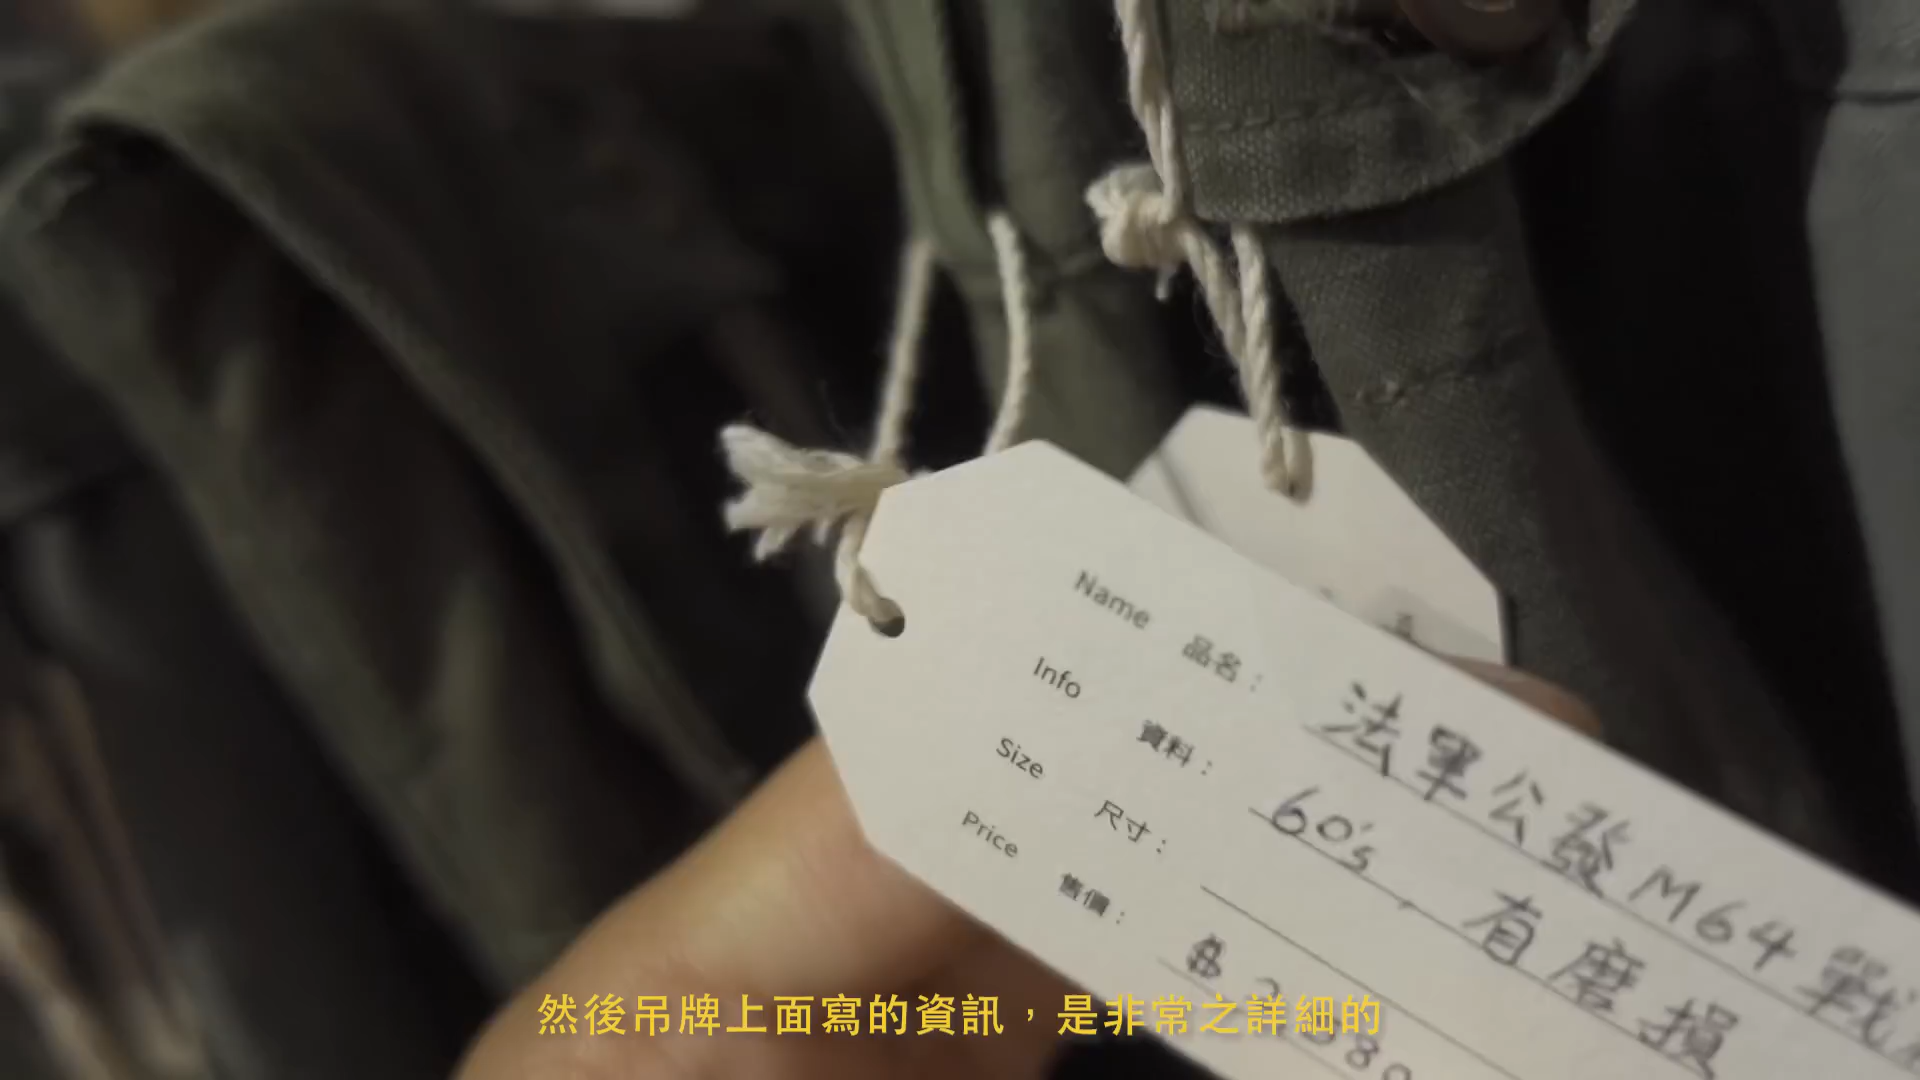 Name 品名： 法軍公發M64戰
Info 資料： 60's, 有磨損
Size 尺寸：
Price 售價： $
然後吊牌上面寫的資訊，是非常之詳細的